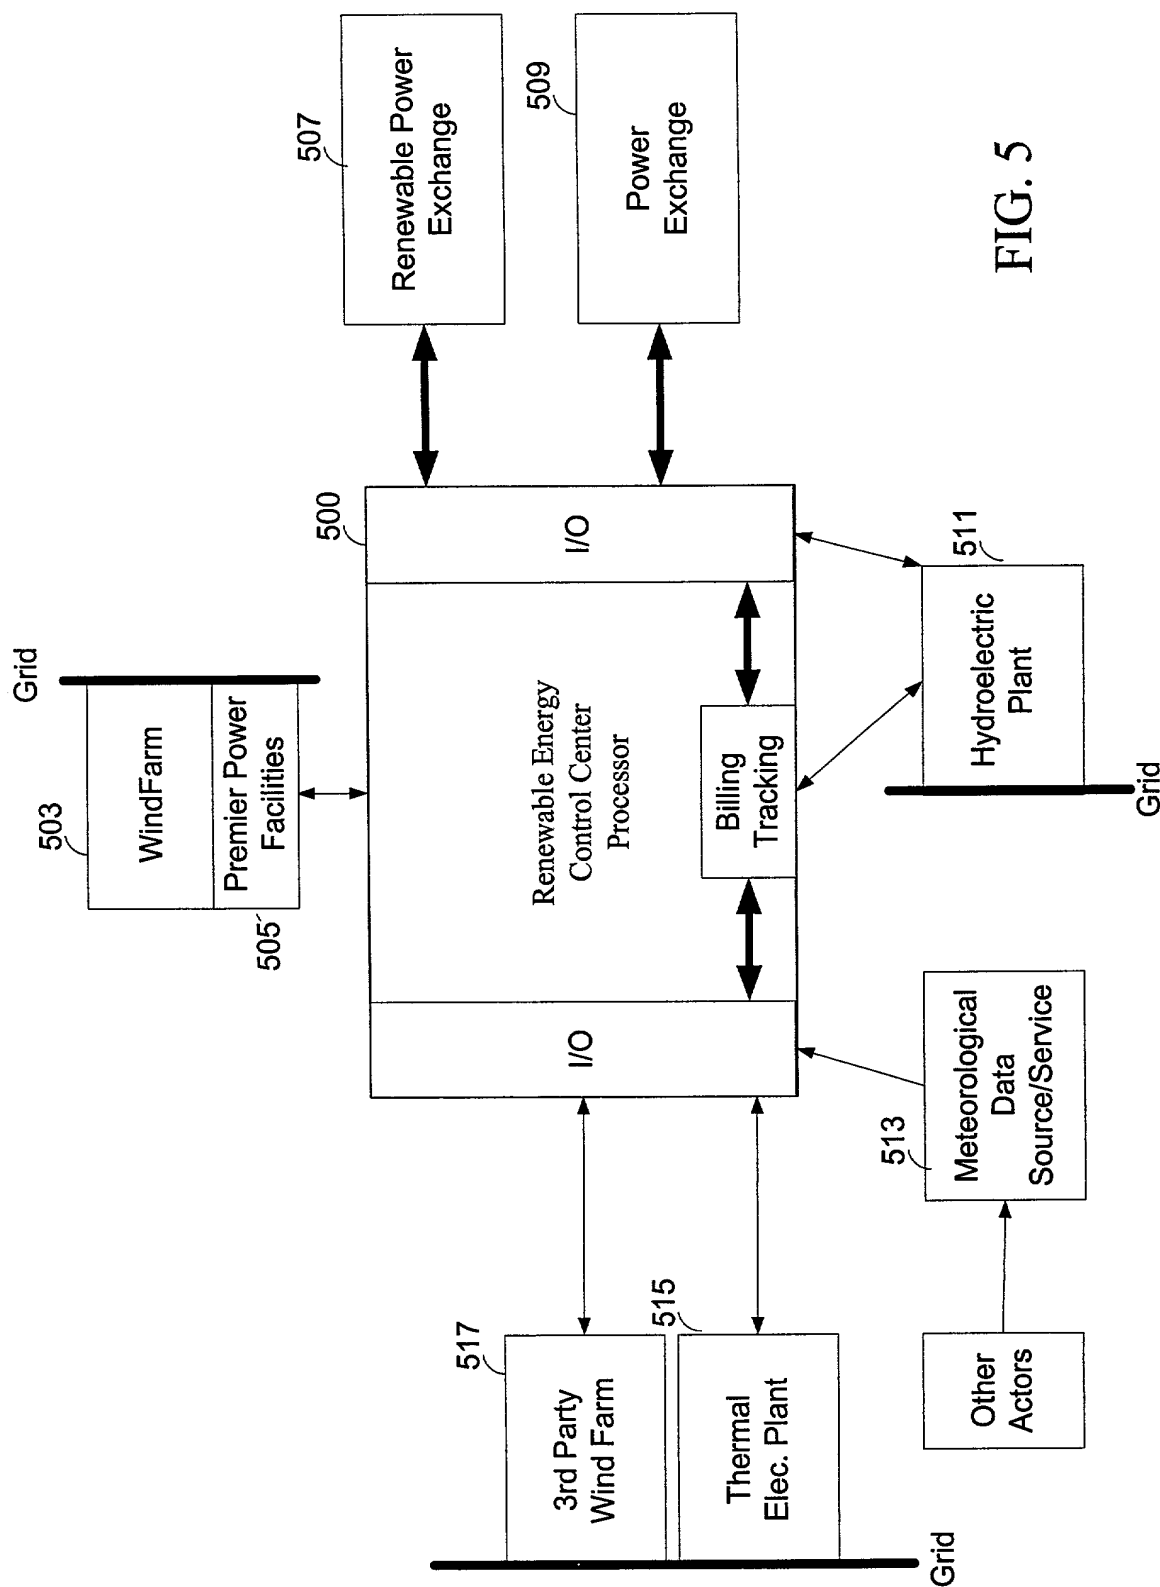 Grid
503
WindFarm
505
Premier Power
Facilities
507
Renewable Power
Exchange
509
Power
Exchange
500
I/O
Renewable Energy
Control Center
Processor
Billing
Tracking
I/O
517
3rd Party
Wind Farm
515
Thermal
Elec. Plant
Grid
Other
Actors
513
Meteorological
Data
Source/Service
511
Hydroelectric
Plant
Grid
FIG. 5